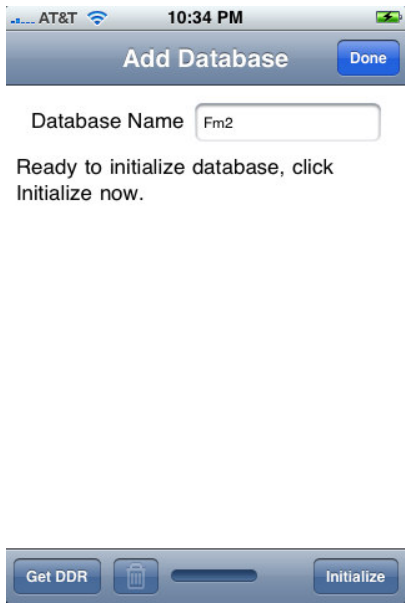 AT&T 10:34 PM
Add Database Done
Database Name Fm2
Ready to initialize database, click
Initialize now.
Get DDR Initialize